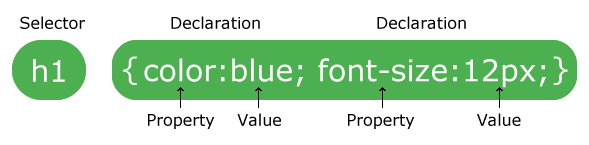 Selector Declaration Declaration
h1 {color:blue; font-size:12px;}
Property Value Property Value